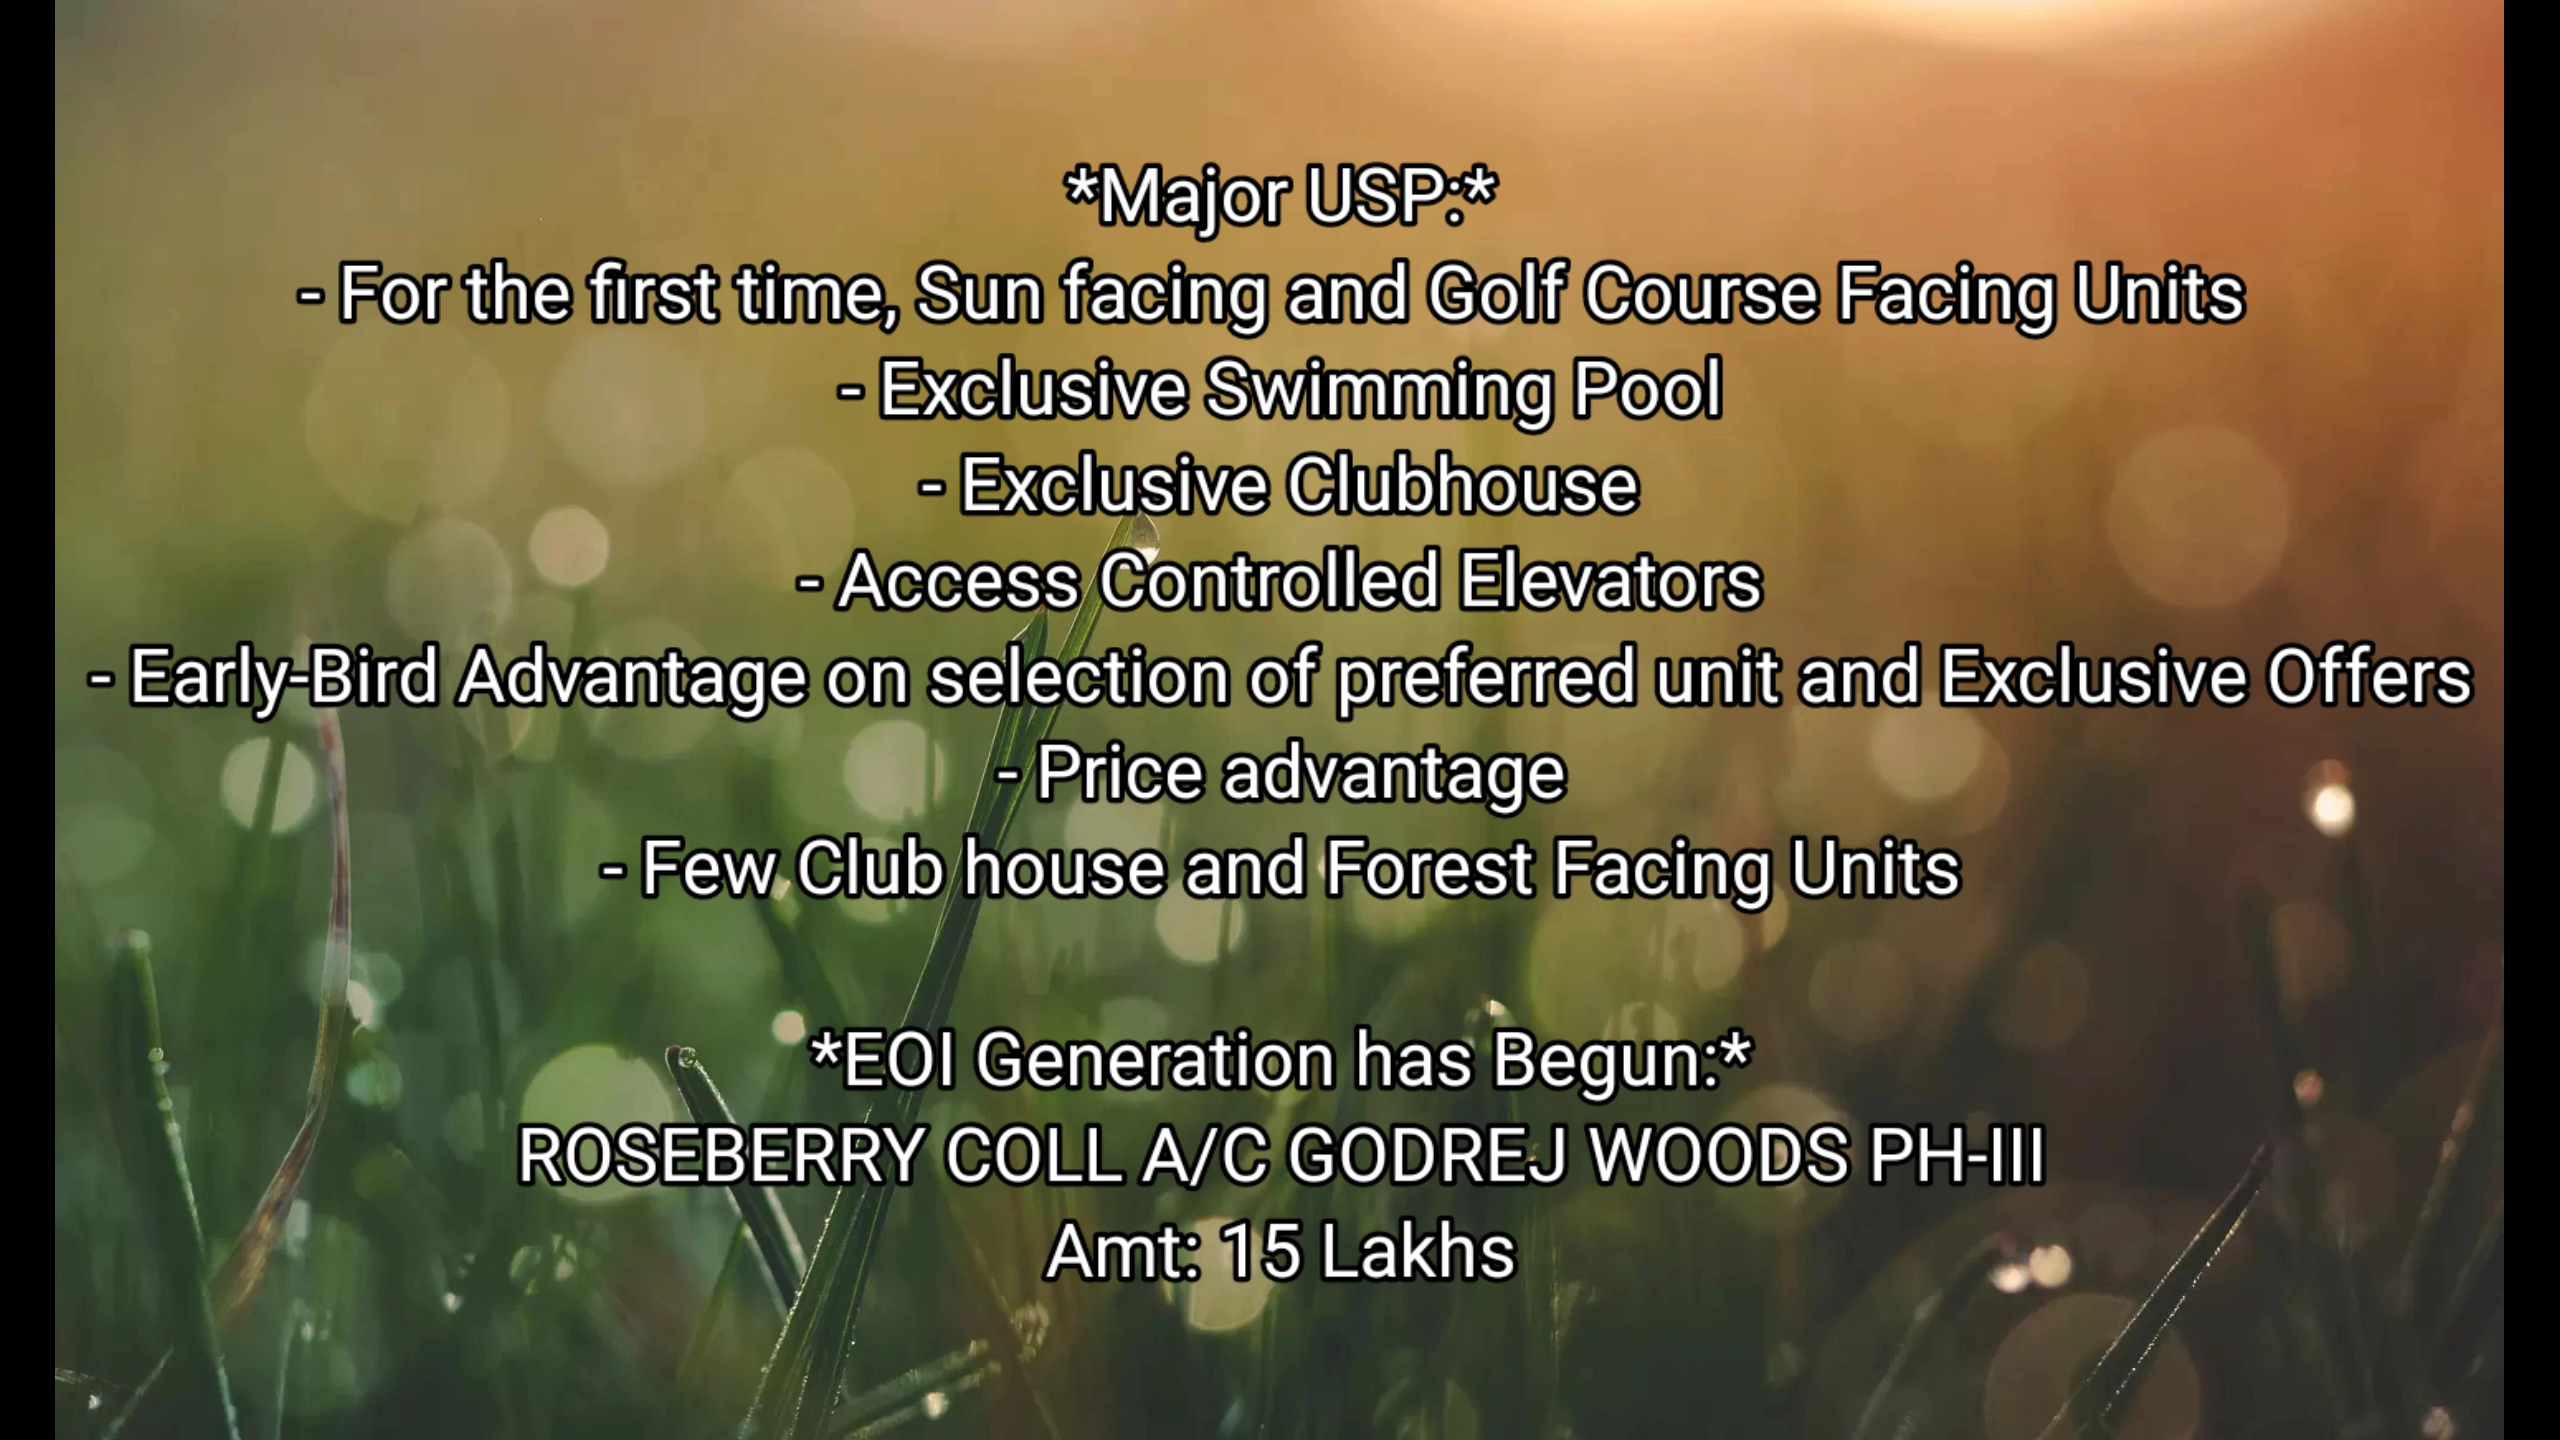 *Major USP:*
- For the first time, Sun facing and Golf Course Facing Units
- Exclusive Swimming Pool
- Exclusive Clubhouse
- Access Controlled Elevators
- Early-Bird Advantage on selection of preferred unit and Exclusive Offers
- Price advantage
- Few Club house and Forest Facing Units
*EOI Generation has Begun:*
ROSEBERRY COLL A/C GODREJ WOODS PH-III
Amt: 15 Lakhs